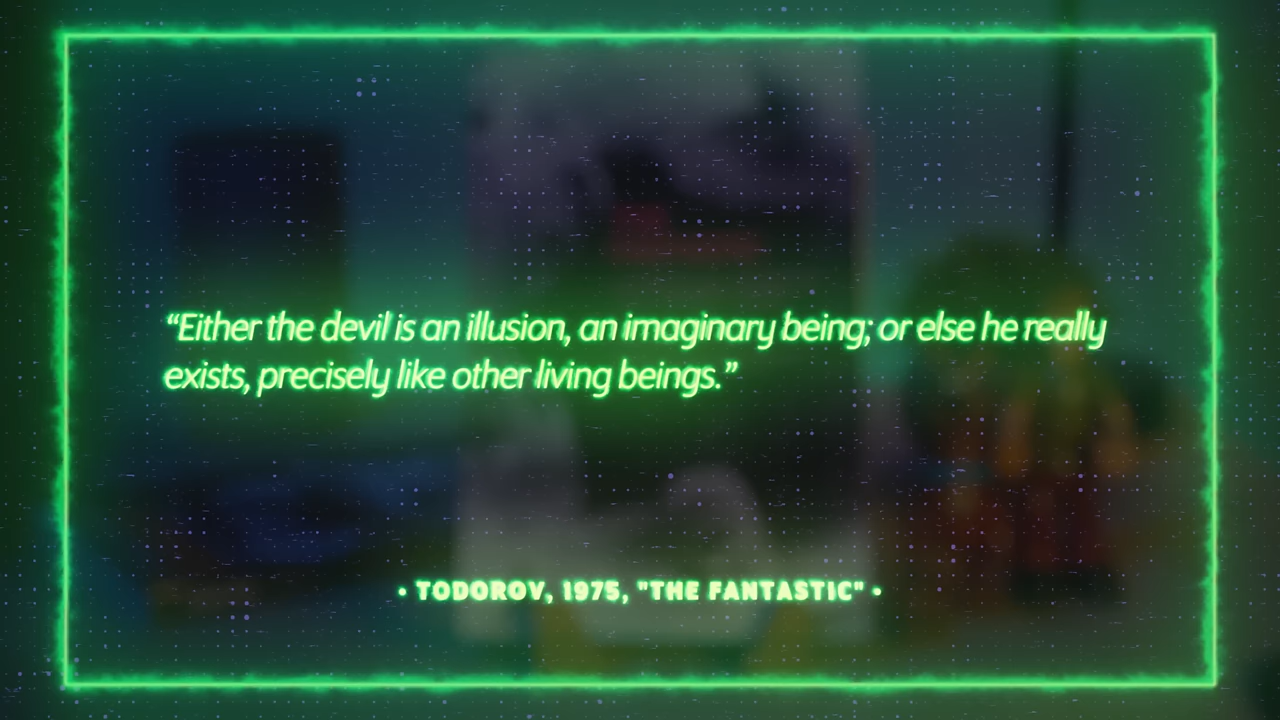 “Either the devil is an illusion, an imaginary being; or else he really
exists, precisely like other living beings.”
• TODOROV, 1975, "THE FANTASTIC" •